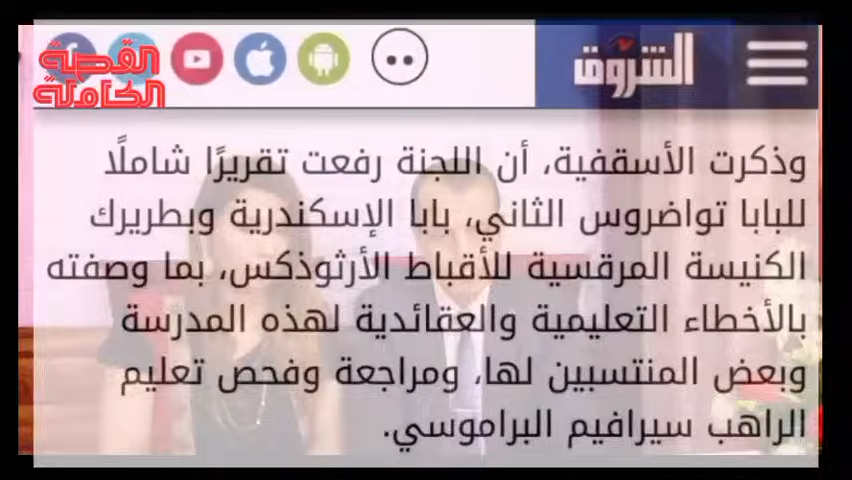 القصة
الكاملة
الشروق
وذكرت الأسقفية، أن اللجنة رفعت تقريرًا شاملًا
للبابا تواضروس الثاني، بابا الإسكندرية وبطريرك
الكنيسة المرقسية للأقباط الأرثوذكس، بما وصفته
بالأخطاء التعليمية والعقائدية لهذه المدرسة
وبعض المنتسبين لها، ومراجعة وفحص تعليم
الراهب سيرافيم البراموسي.